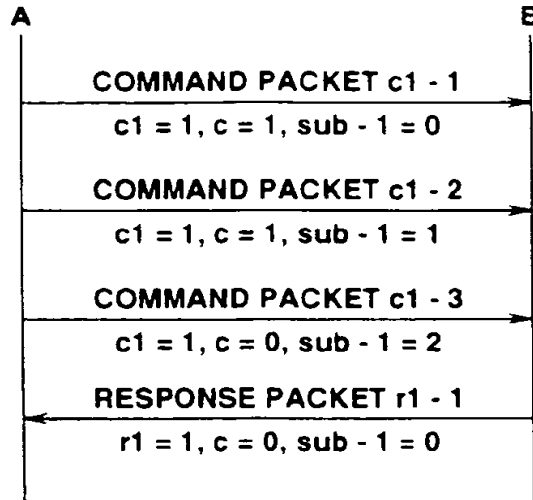 A B
COMMAND PACKET c1 - 1
c1 = 1, c = 1, sub - 1 = 0
COMMAND PACKET c1 - 2
c1 = 1, c = 1, sub - 1 = 1
COMMAND PACKET c1 - 3
c1 = 1, c = 0, sub - 1 = 2
RESPONSE PACKET r1 - 1
r1 = 1, c = 0, sub - 1 = 0